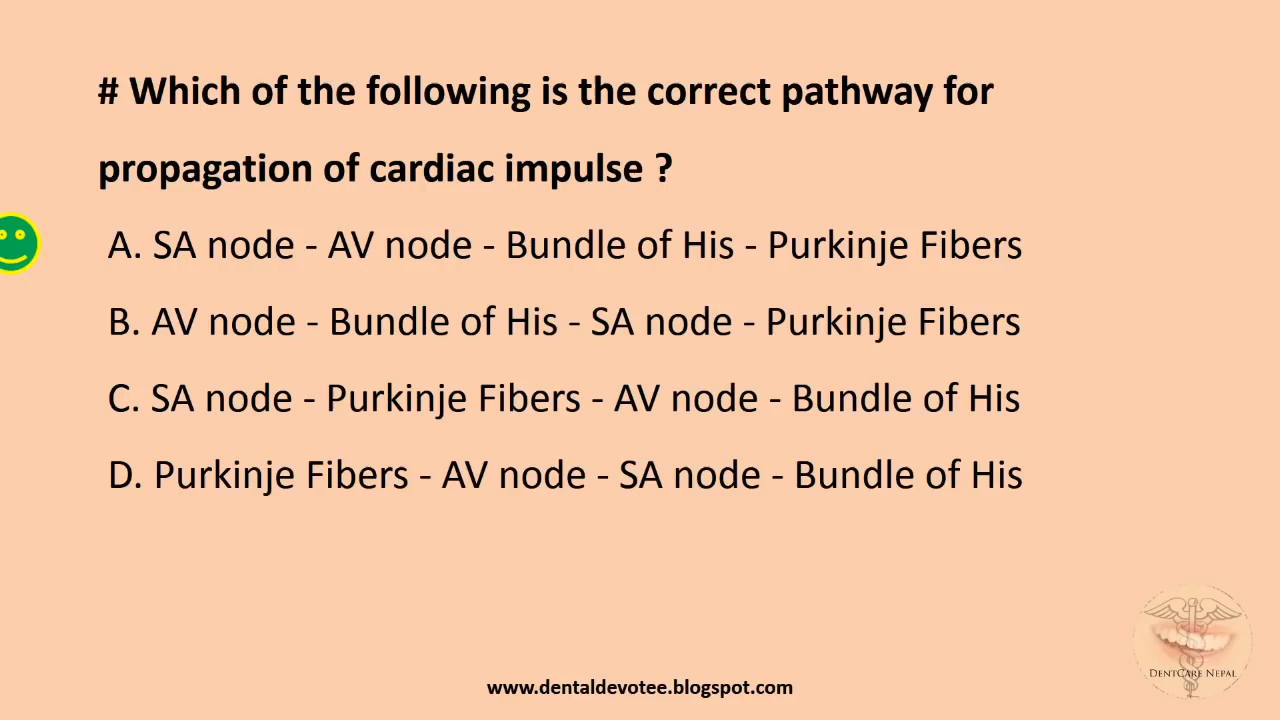 # Which of the following is the correct pathway for
propagation of cardiac impulse ?
A. SA node - AV node - Bundle of His - Purkinje Fibers
B. AV node - Bundle of His - SA node - Purkinje Fibers
C. SA node - Purkinje Fibers - AV node - Bundle of His
D. Purkinje Fibers - AV node - SA node - Bundle of His
DENTCARE NEPAL
www.dentaldevotee.blogspot.com